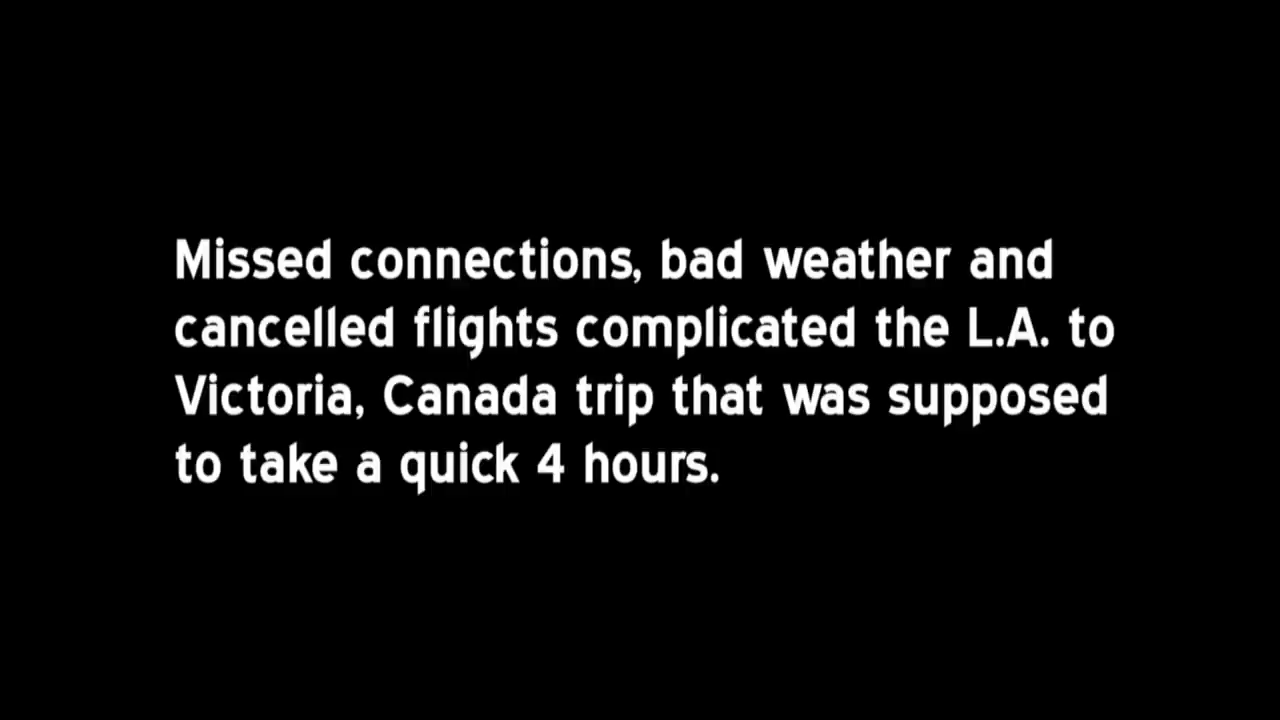 Missed connections, bad weather and
cancelled flights complicated the L.A. to
Victoria, Canada trip that was supposed
to take a quick 4 hours.